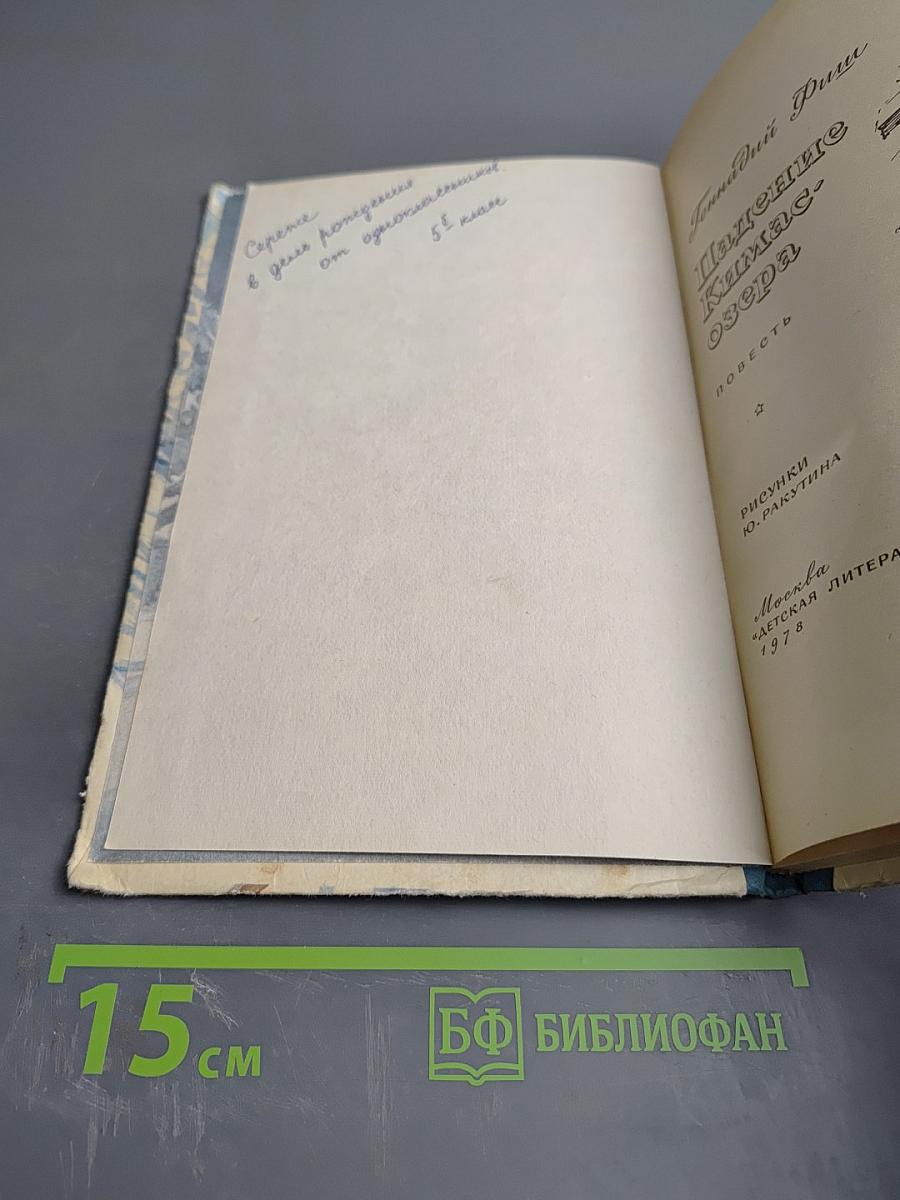 Сереже
в день рождения
от одноклассников.
5 класс
Геннадий Фиш
Падение
Кимас-
озера
ПОВЕСТЬ
РИСУНКИ
Ю. РАКУТИНА
Москва
«ДЕТСКАЯ ЛИТЕРА
1978
15 см
БФ БИБЛИОФАН